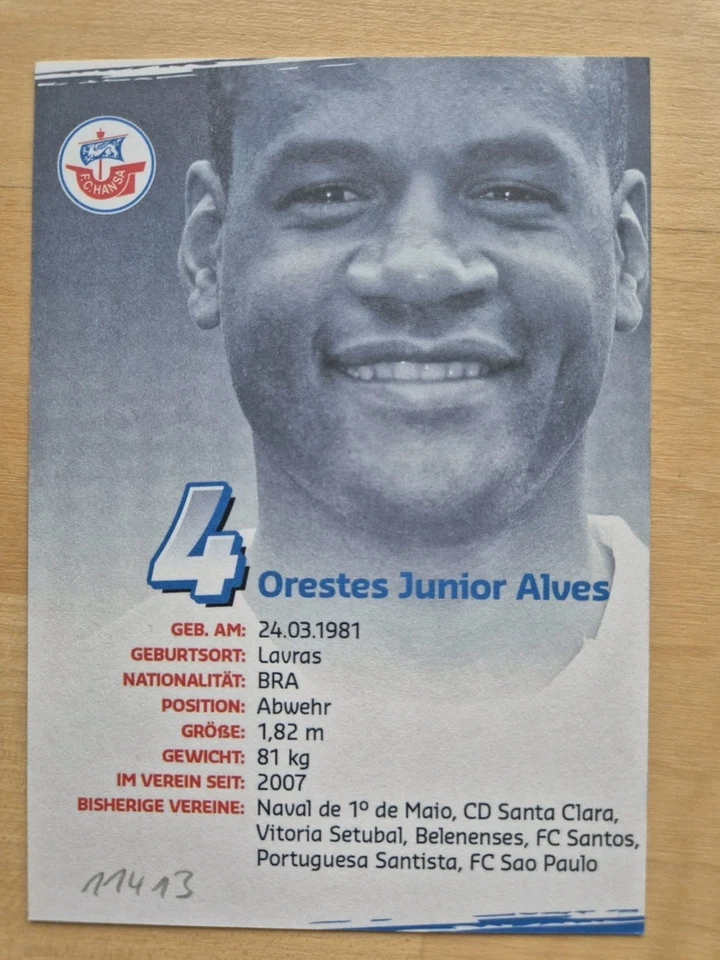 F.C. HANSA
4 Orestes Junior Alves
GEB. AM: 24.03.1981
GEBURTSORT: Lavras
NATIONALITÄT: BRA
POSITION: Abwehr
GRÖßE: 1,82 m
GEWICHT: 81 kg
IM VEREIN SEIT: 2007
BISHERIGE VEREINE: Naval de 1º de Maio, CD Santa Clara,
Vitoria Setubal, Belenenses, FC Santos,
Portuguesa Santista, FC Sao Paulo
11413